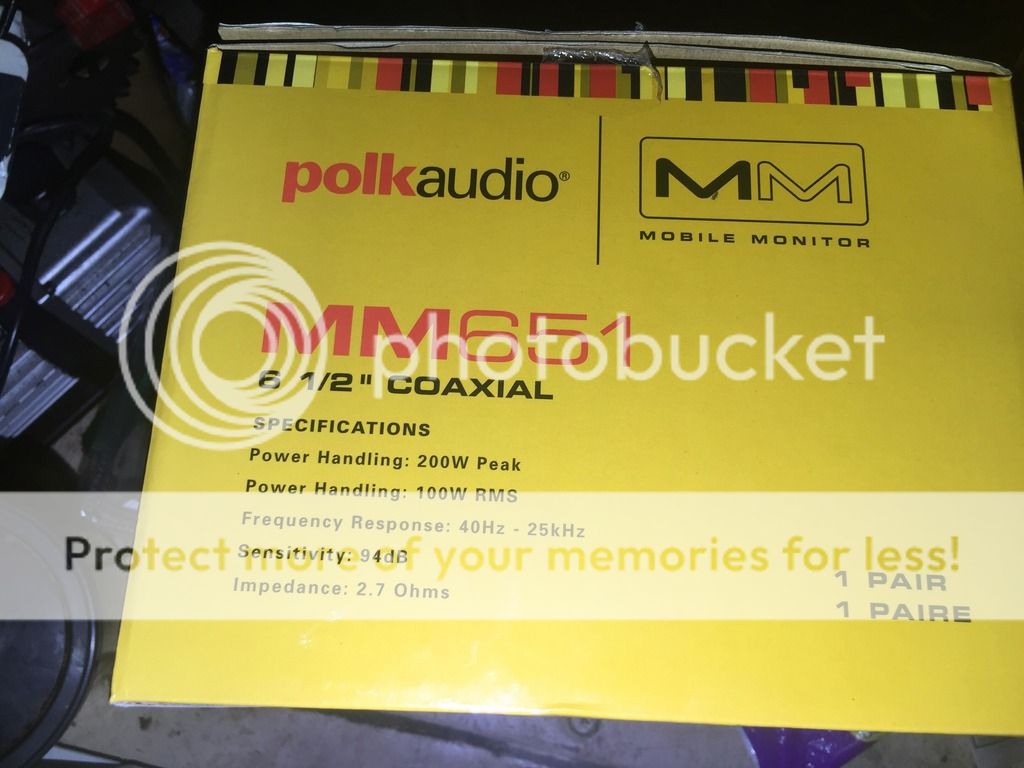 polkaudio®
MM
MOBILE MONITOR
MM651
photobucket
6 1/2" COAXIAL
SPECIFICATIONS
Power Handling: 200W Peak
Power Handling: 100W RMS
Frequency Response: 40Hz - 25kHz
Protect more of your memories for less!
Sensitivity: 94dB
Impedance: 2.7 Ohms
1 PAIR
1 PAIRE